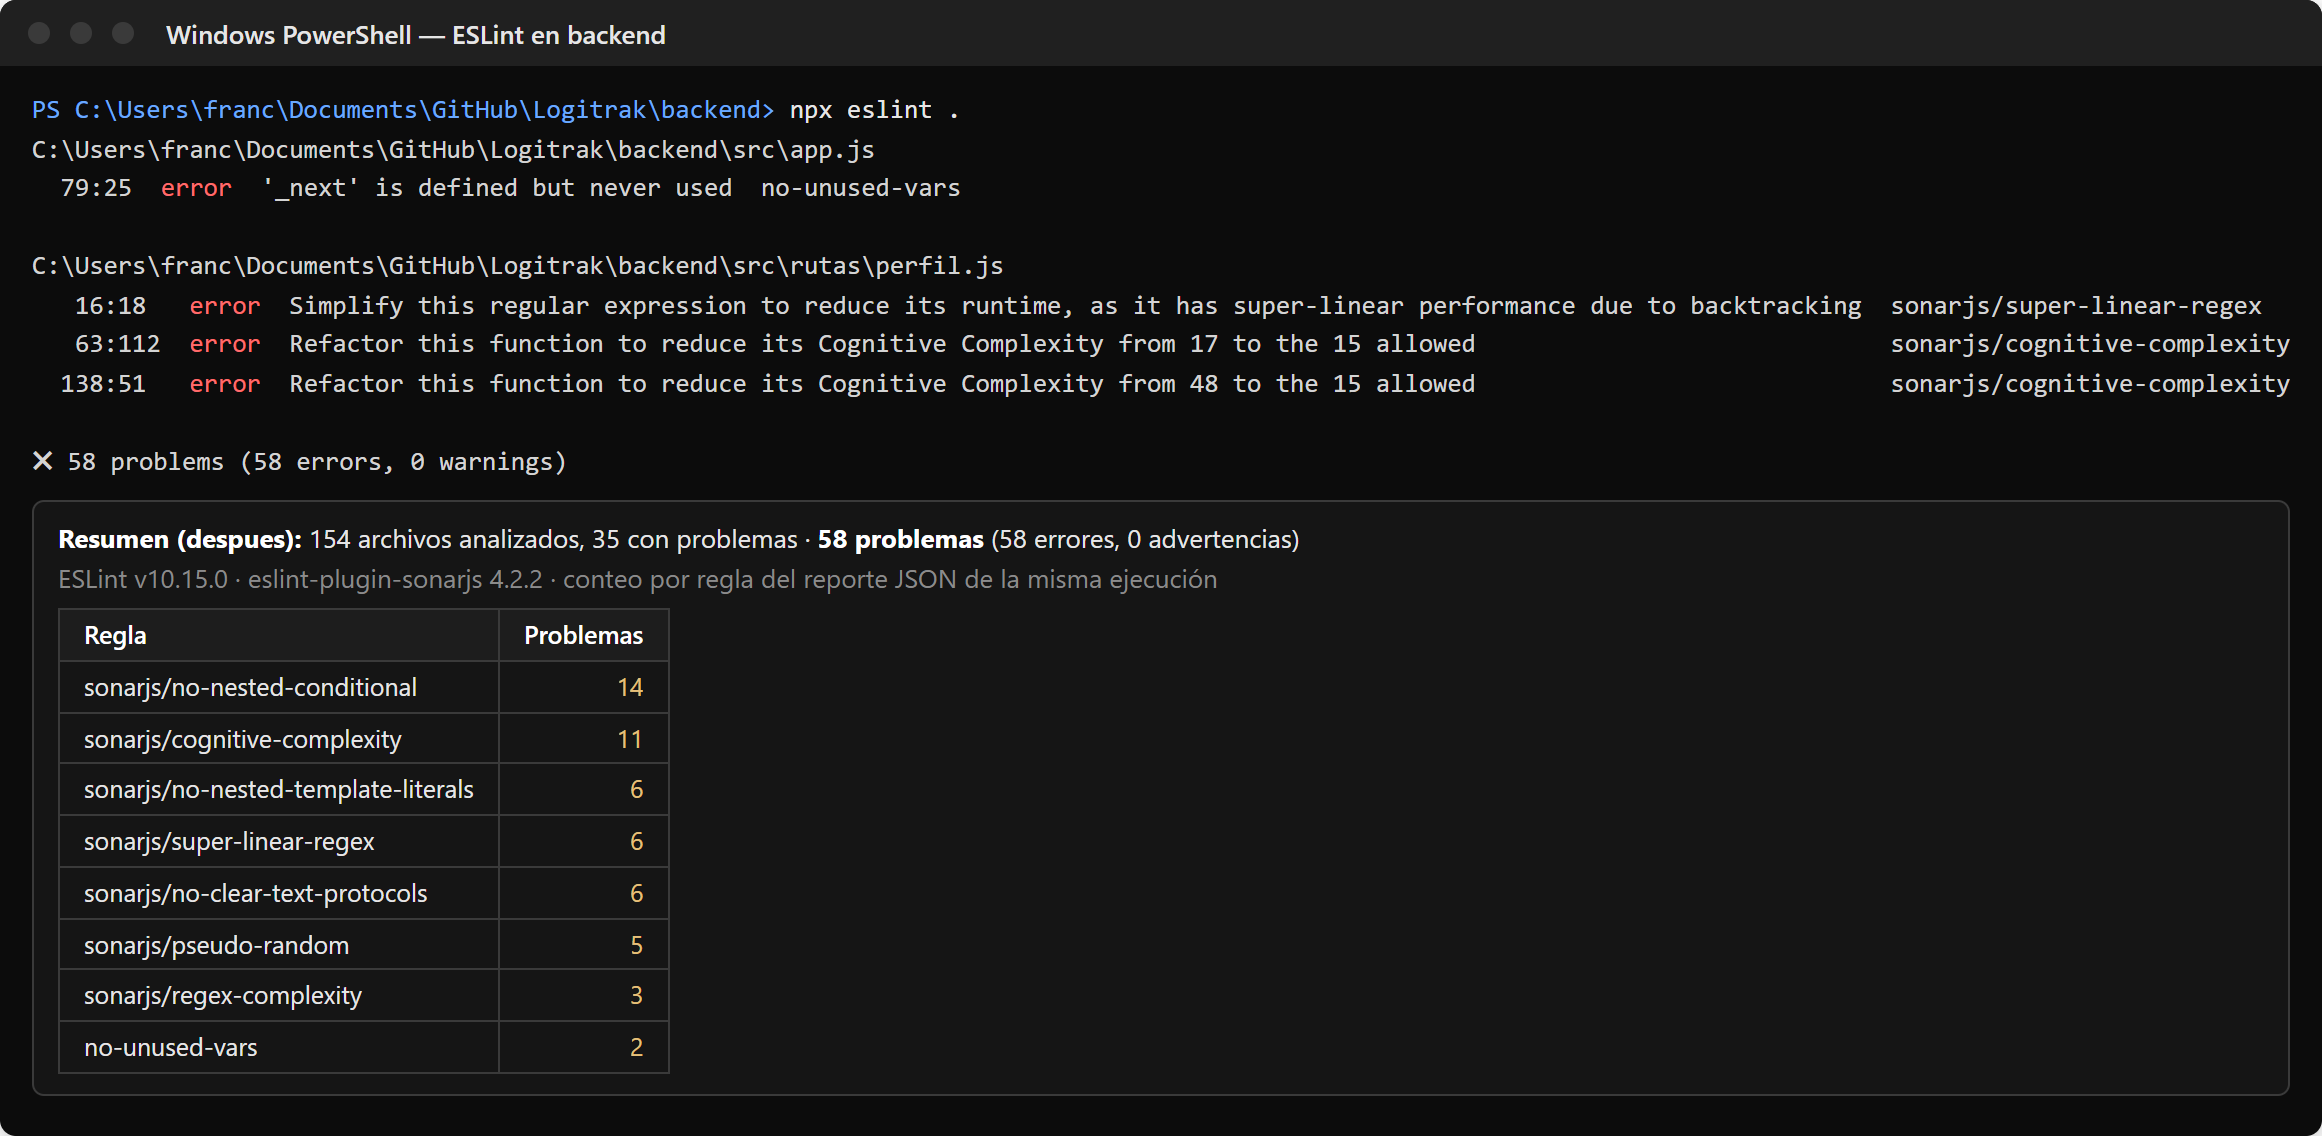 Windows PowerShell — ESLint en backend
PS C:\Users\franc\Documents\GitHub\Logitrak\backend> npx eslint .
C:\Users\franc\Documents\GitHub\Logitrak\backend\src\app.js
79:25  error  '_next' is defined but never used  no-unused-vars
C:\Users\franc\Documents\GitHub\Logitrak\backend\src\rutas\perfil.js
16:18  error  Simplify this regular expression to reduce its runtime, as it has super-linear performance due to backtracking  sonarjs/super-linear-regex
63:112  error  Refactor this function to reduce its Cognitive Complexity from 17 to the 15 allowed  sonarjs/cognitive-complexity
138:51  error  Refactor this function to reduce its Cognitive Complexity from 48 to the 15 allowed  sonarjs/cognitive-complexity
✕ 58 problems (58 errors, 0 warnings)
Resumen (despues): 154 archivos analizados, 35 con problemas · 58 problemas (58 errores, 0 advertencias)
ESLint v10.15.0 · eslint-plugin-sonarjs 4.2.2 · conteo por regla del reporte JSON de la misma ejecución
Regla  Problemas
sonarjs/no-nested-conditional  14
sonarjs/cognitive-complexity  11
sonarjs/no-nested-template-literals  6
sonarjs/super-linear-regex  6
sonarjs/no-clear-text-protocols  6
sonarjs/pseudo-random  5
sonarjs/regex-complexity  3
no-unused-vars  2